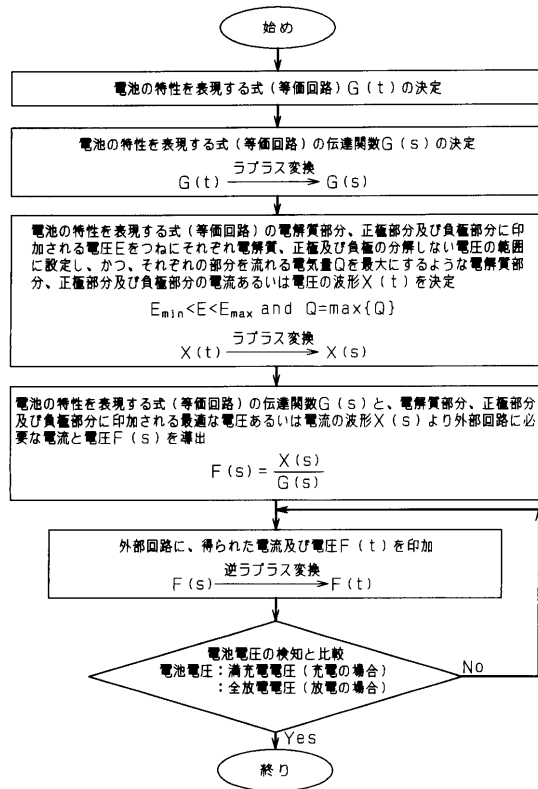 始め
電池の特性を表現する式(等価回路)G(t)の決定
電池の特性を表現する式(等価回路)の伝達関数G(s)の決定
ラプラス変換
G(t) → G(s)
電池の特性を表現する式(等価回路)の電解質部分、正極部分及び負極部分に印
加される電圧Eをつねにそれぞれ電解質、正極及び負極の分解しない電圧の範囲
に設定し、かつ、それぞれの部分を流れる電気量Qを最大にするような電解質部
分、正極部分及び負極部分の電流あるいは電圧の波形X(t)を決定
Emin<E<Emax and Q=max{Q}
ラプラス変換
X(t) → X(s)
電池の特性を表現する式(等価回路)の伝達関数G(s)と、電解質部分、正極部分
及び負極部分に印加される最適な電圧あるいは電流の波形X(s)より外部回路に必
要な電流と電圧F(s)を導出
F(s)=X(s)/G(s)
外部回路に、得られた電流及び電圧F(t)を印加
逆ラプラス変換
F(s) → F(t)
電池電圧の検知と比較
電池電圧:満充電電圧(充電の場合)
:全放電電圧(放電の場合)
No
Yes
終り